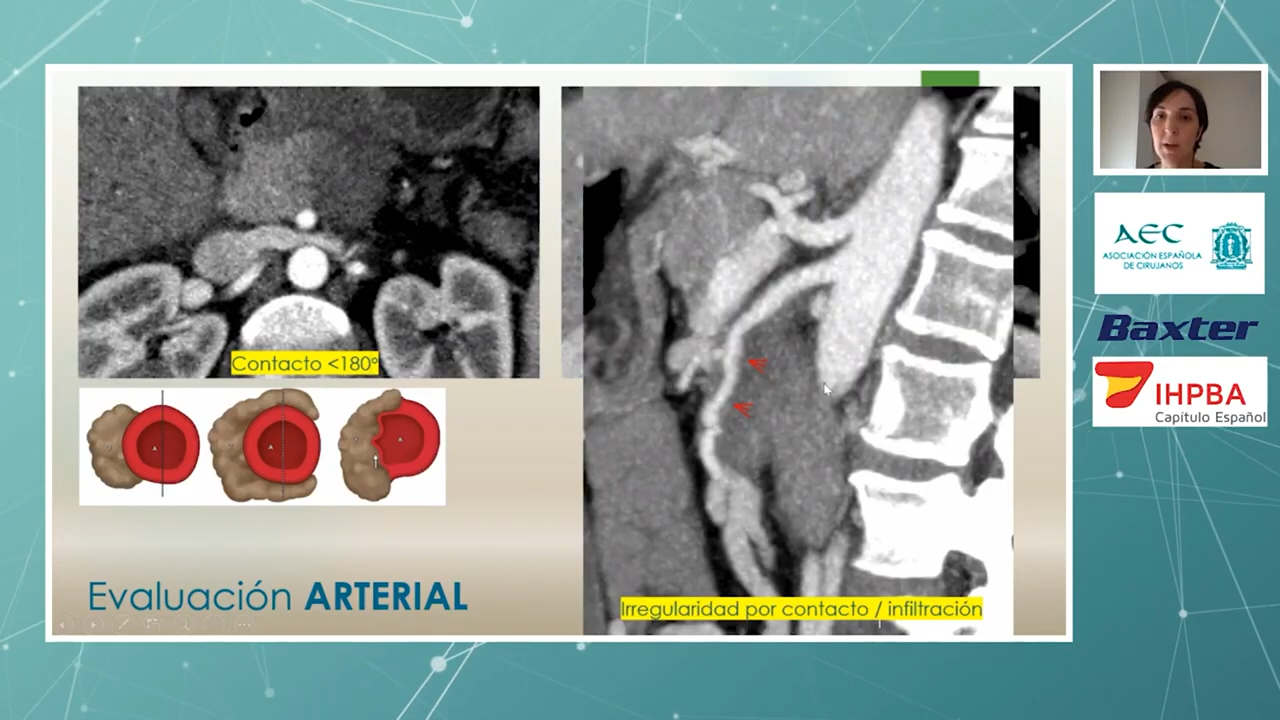 Contacto <180º
A
A
A
Evaluación ARTERIAL
Irregularidad por contacto / infiltración
AEC
ASOCIACIÓN ESPAÑOLA
DE CIRUJANOS
Baxter
IHPBA
Capítulo Español